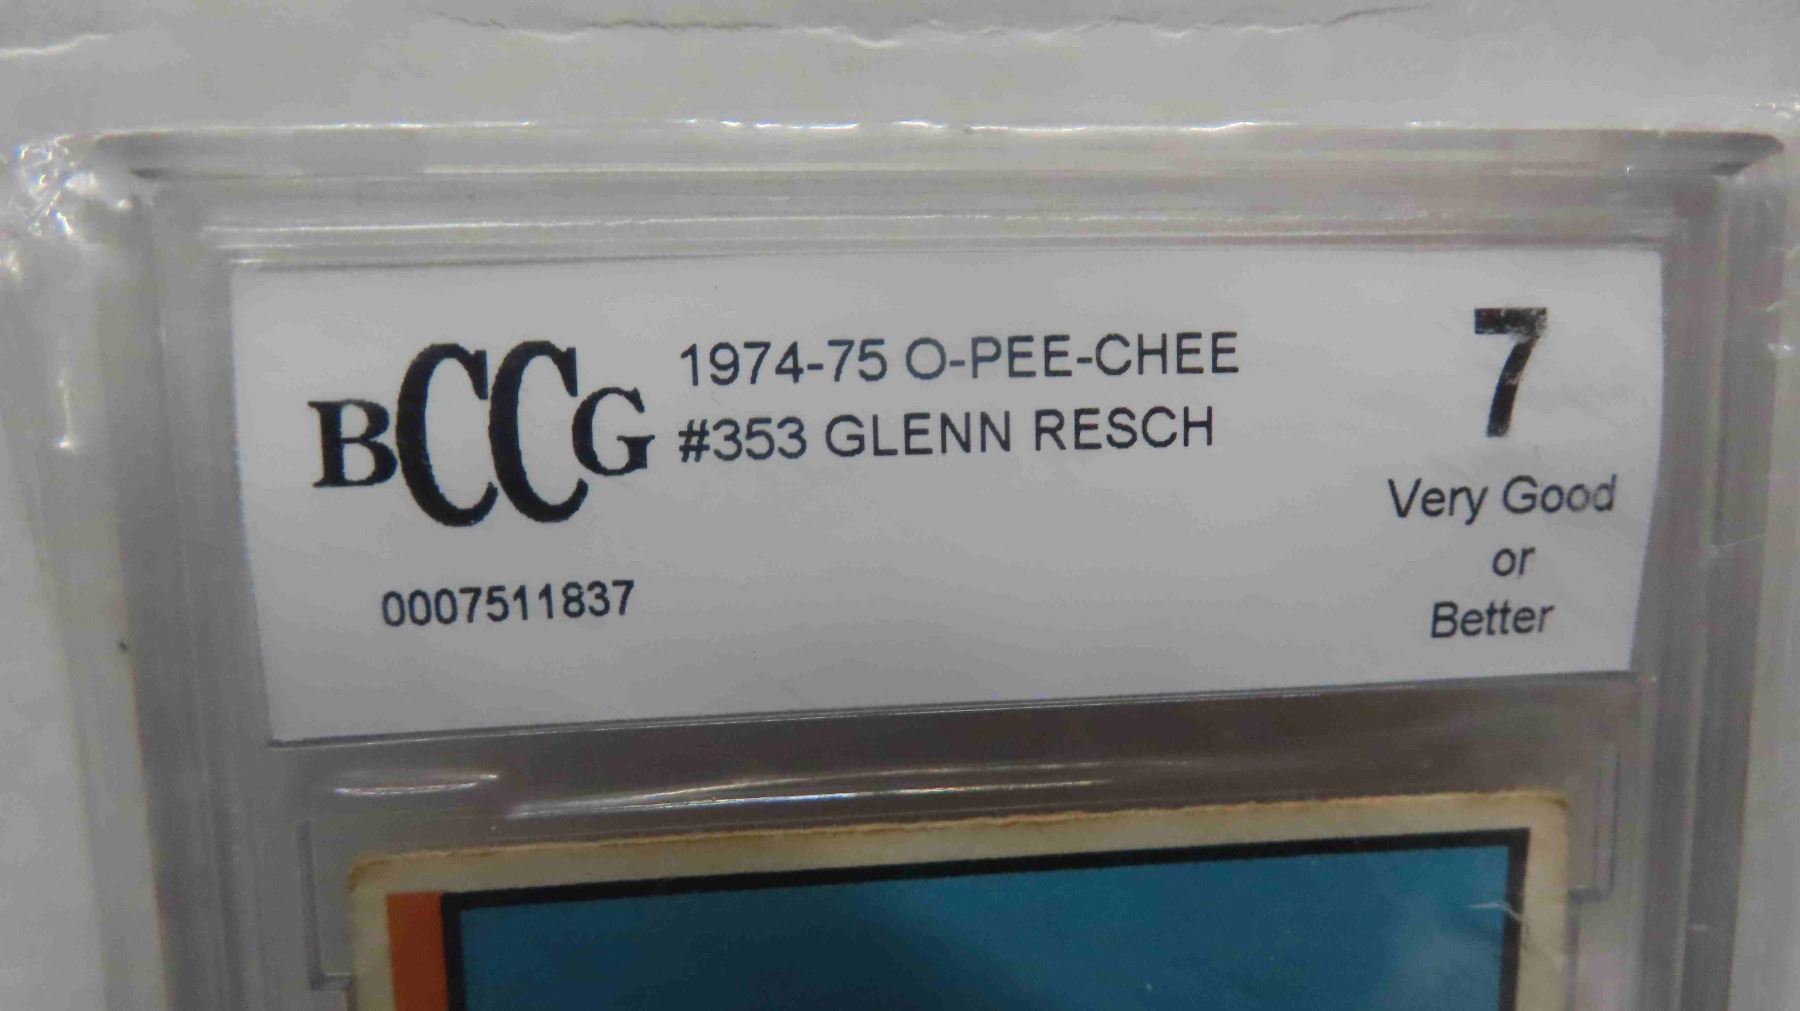 BCCG
1974-75 O-PEE-CHEE
#353 GLENN RESCH
0007511837
7
Very Good
or
Better